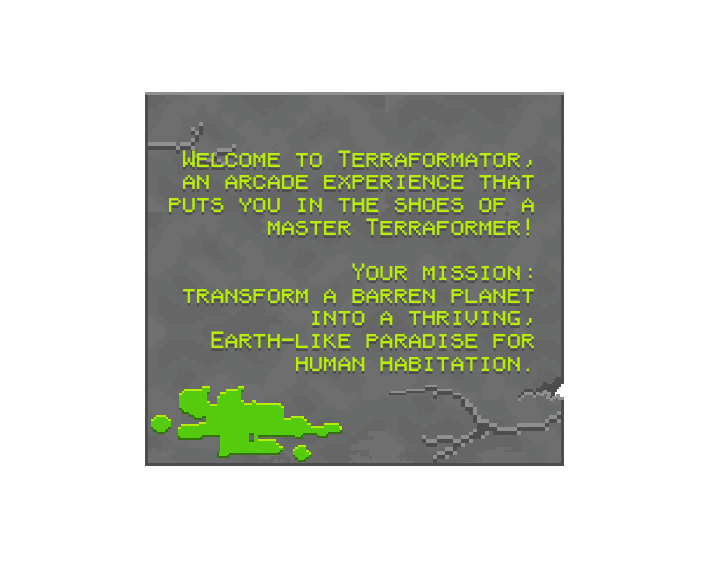 Welcome to Terraformator,
an arcade experience that
puts you in the shoes of a
master Terraformer!
Your mission:
transform a barren planet
into a thriving,
Earth-like paradise for
human habitation.